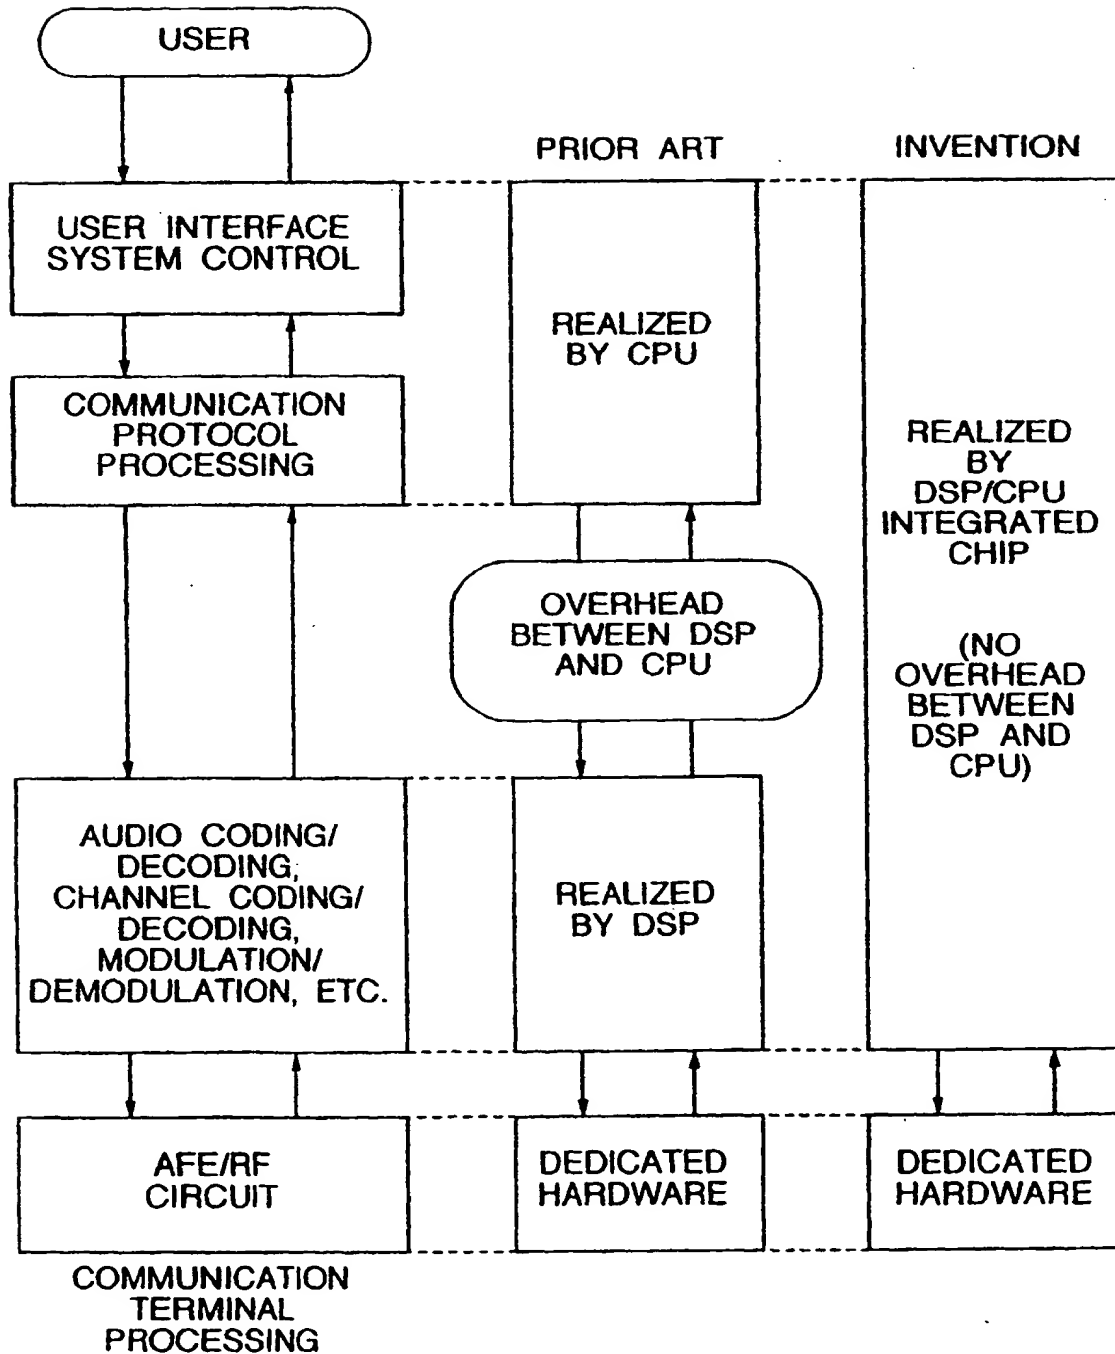 USER
PRIOR ART
INVENTION
USER INTERFACE
SYSTEM CONTROL
REALIZED
BY CPU
COMMUNICATION
PROTOCOL
PROCESSING
REALIZED
BY
DSP/CPU
INTEGRATED
CHIP
(NO
OVERHEAD
BETWEEN
DSP AND
CPU)
OVERHEAD
BETWEEN DSP
AND CPU
AUDIO CODING/
DECODING,
CHANNEL CODING/
DECODING,
MODULATION/
DEMODULATION, ETC.
REALIZED
BY DSP
AFE/RF
CIRCUIT
DEDICATED
HARDWARE
DEDICATED
HARDWARE
COMMUNICATION
TERMINAL
PROCESSING